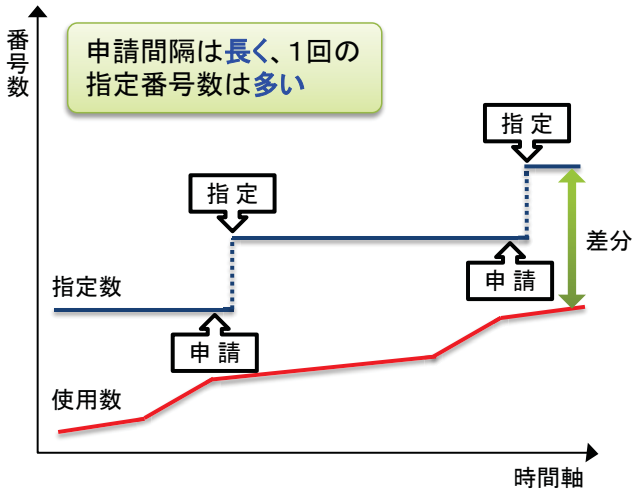 番号数
申請間隔は長く、１回の
指定番号数は多い
指 定
指 定
差分
申 請
指定数
申 請
使用数
時間軸